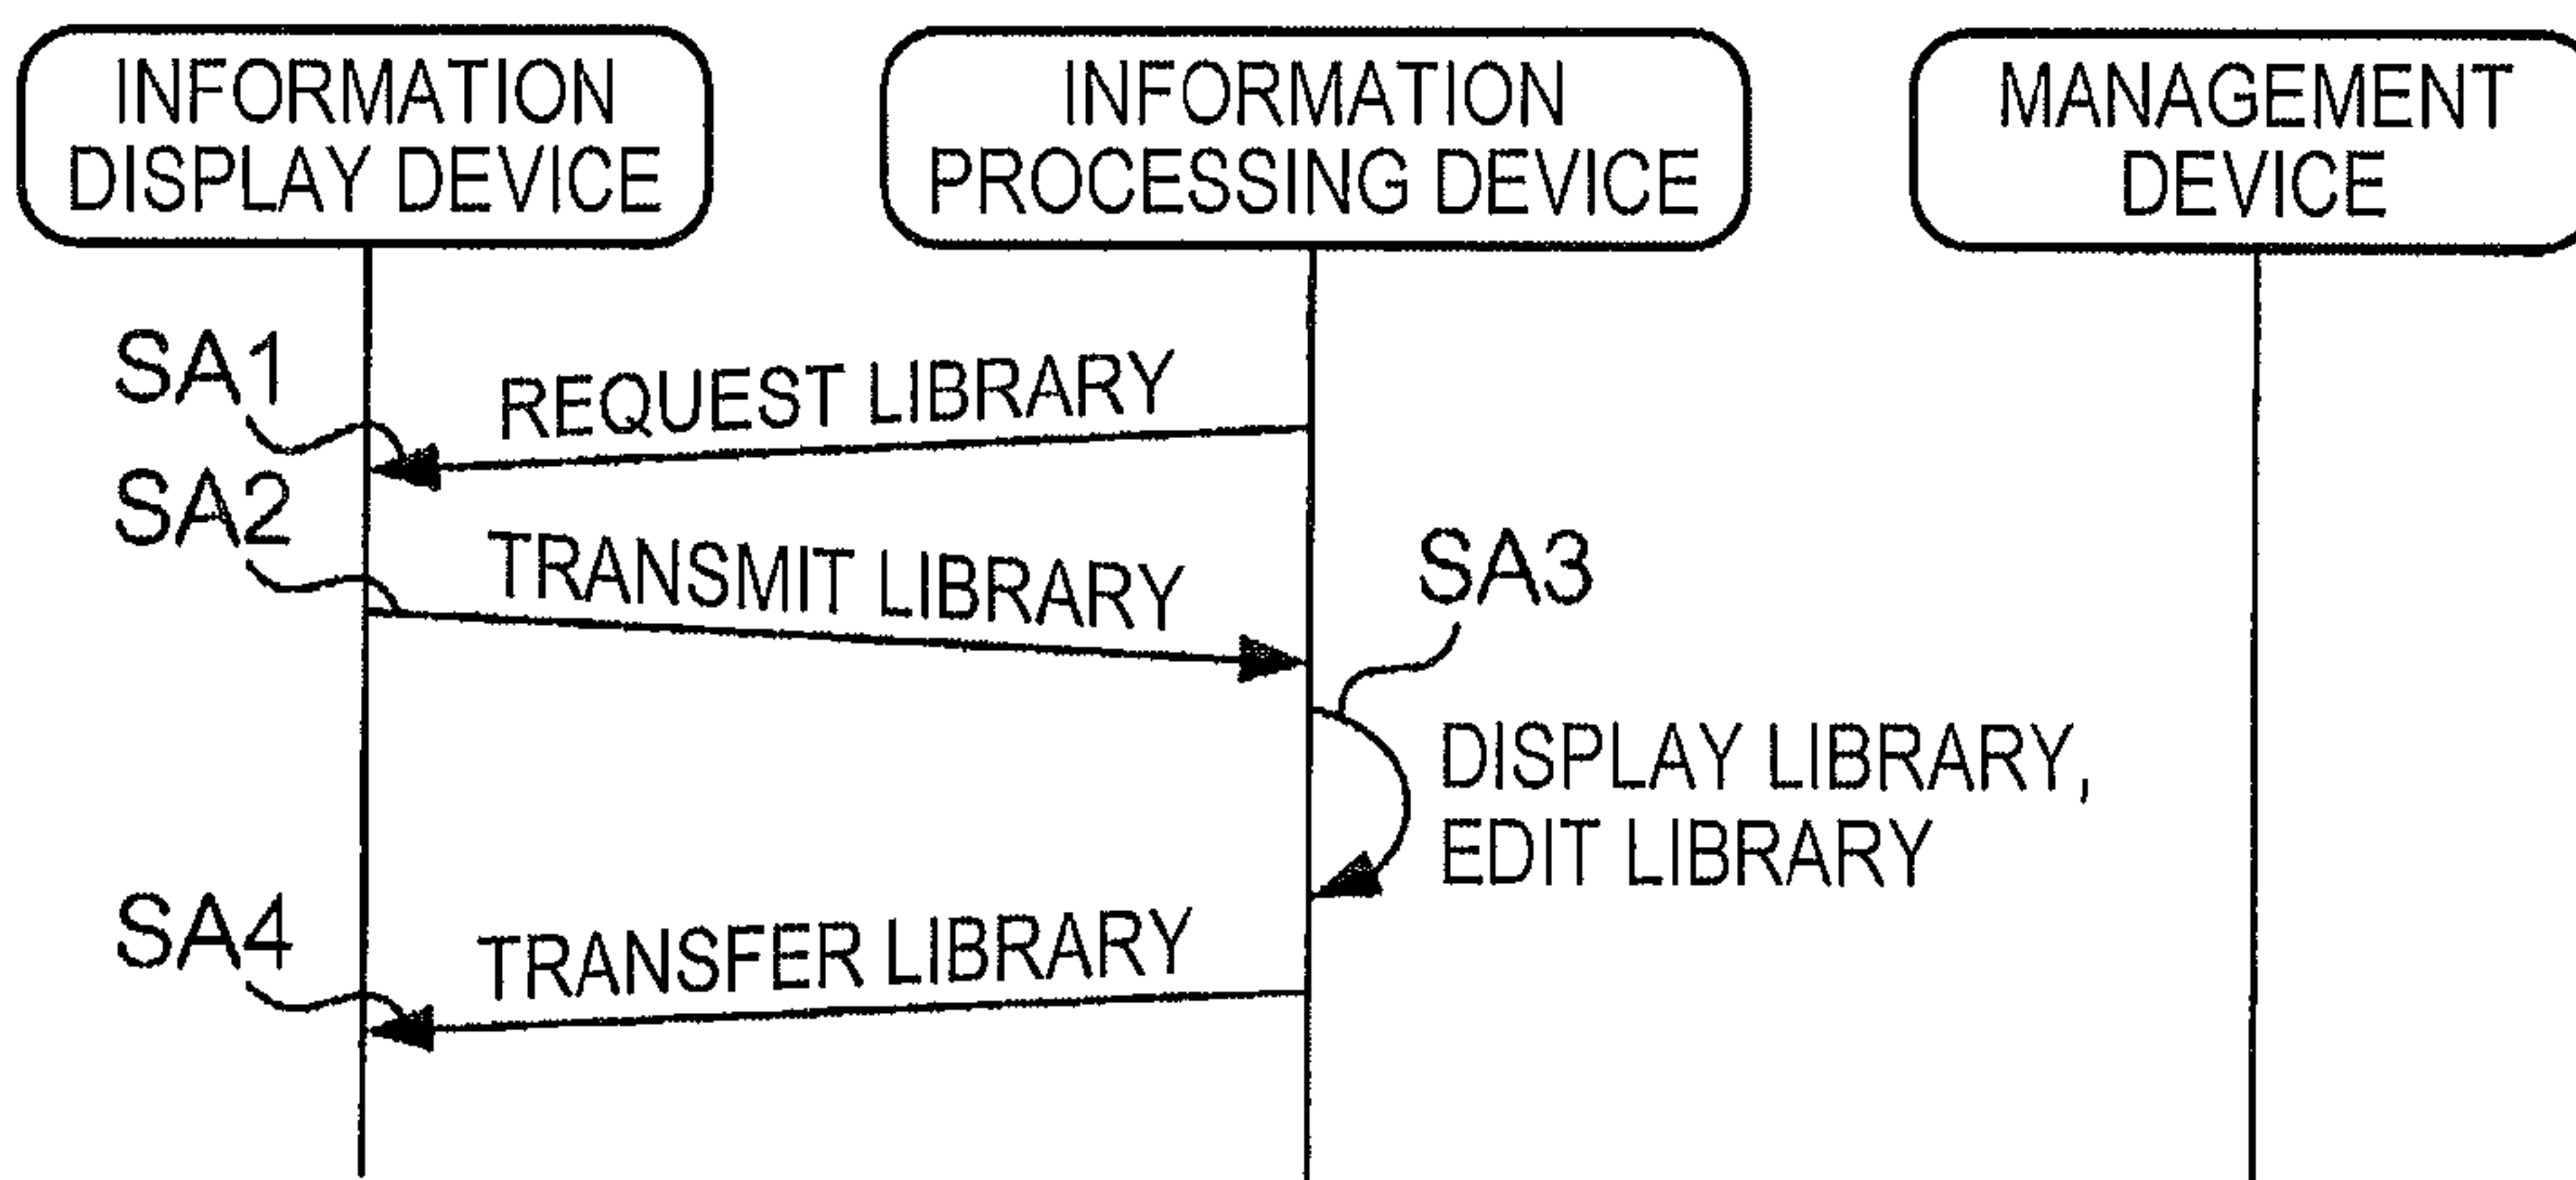 INFORMATION
DISPLAY DEVICE
INFORMATION
PROCESSING DEVICE
MANAGEMENT
DEVICE
SA1
REQUEST LIBRARY
SA2
TRANSMIT LIBRARY
SA3
DISPLAY LIBRARY,
EDIT LIBRARY
SA4
TRANSFER LIBRARY